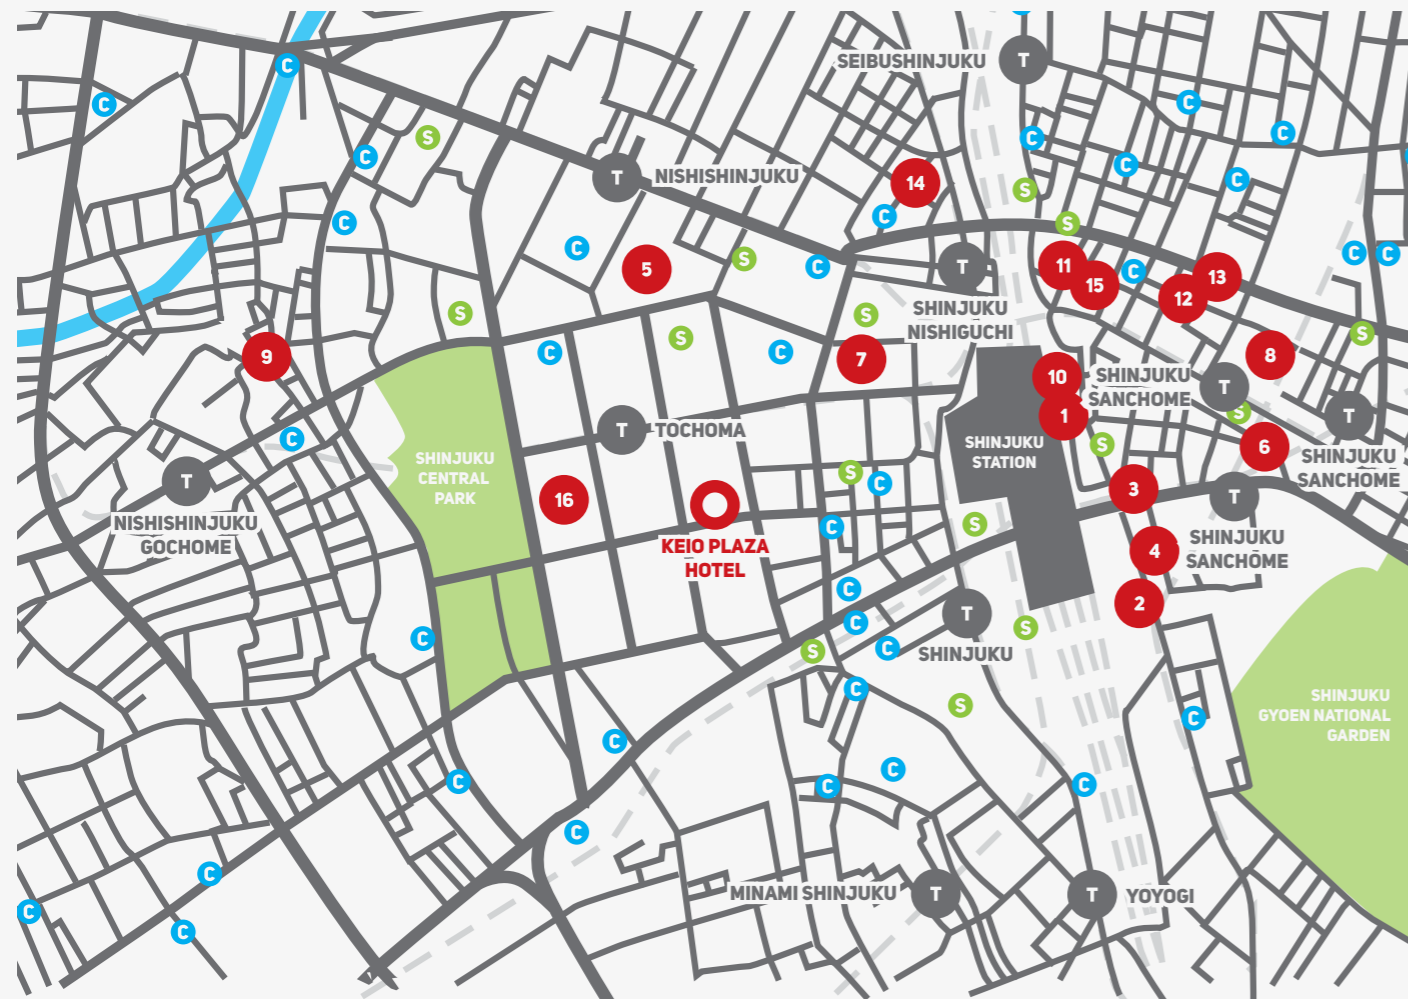 C
T
SEIBUSHINJUKU
C
C
C
C
S
C
C
C
C
T
NISHISHINJUKU
14
C
S
C
C
S
C
5
S
C
11
15
C
13
12
C
C
T
SHINJUKU
NISHIGUCHI
S
S
S
S
C
C
7
9
8
10
SHINJUKU
SANCHOME
T
1
S
T
C
T
TOCHOMA
SHINJUKU
STATION
S
6
SHINJUKU
SANCHOME
SHINJUKU
CENTRAL
PARK
T
NISHISHINJUKU
GOCHOME
16
KEIO PLAZA
HOTEL
S
C
C
S
3
T
4
SHINJUKU
SANCHOME
2
C
C
C
T
SHINJUKU
S
S
C
C
S
SHINJUKU
GYOEN NATIONAL
GARDEN
C
C
C
C
C
C
C
C
MINAMI SHINJUKU
T
T
YOYOGI
C
C